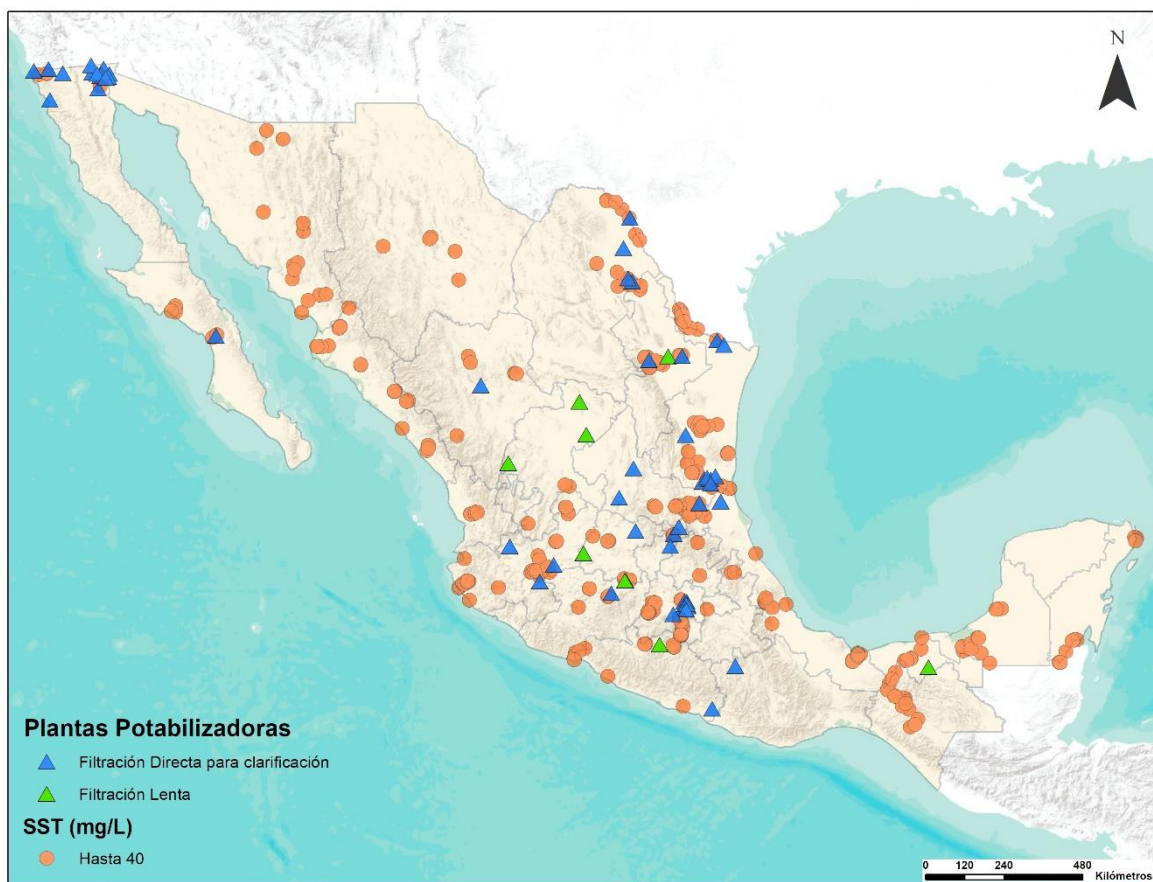 N
Plantas Potabilizadoras
Filtración Directa para clarificación
Filtración Lenta
SST (mg/L)
Hasta 40
0 120 240 480
Kilómetros